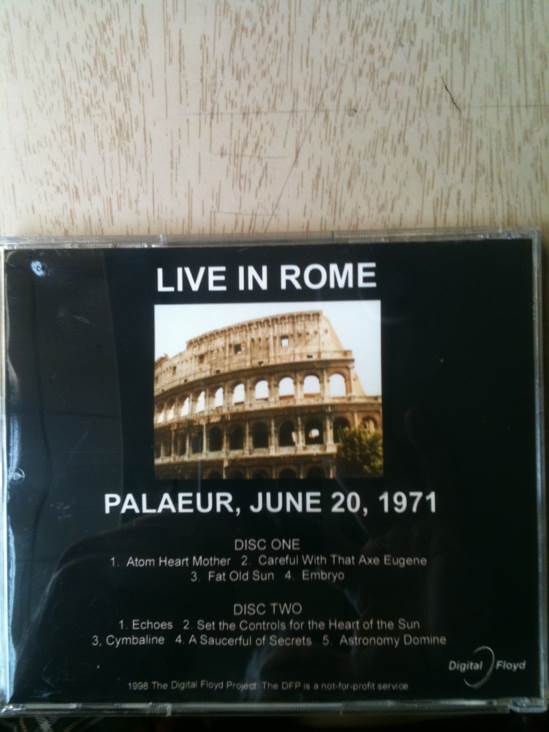 LIVE IN ROME
PALAEUR, JUNE 20, 1971
DISC ONE
1. Atom Heart Mother 2. Careful With That Axe Eugene
3. Fat Old Sun 4. Embryo
DISC TWO
1. Echoes 2. Set the Controls for the Heart of the Sun
3, Cymbaline 4. A Saucerful of Secrets 5. Astronomy Domine
Digital Floyd
1998 The Digital Floyd Project The DFP is a not-for-profit service